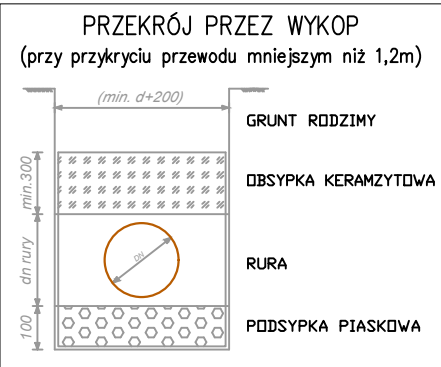 PRZEKRÓJ PRZEZ WYKOP
(przy przykryciu przewodu mniejszym niż 1,2m)
(min. d+200)
GRUNT RODZIMY
min.300
OBSYPKA KERAMZYTOWA
dn rury
DN
RURA
100
PODSYPKA PIASKOWA